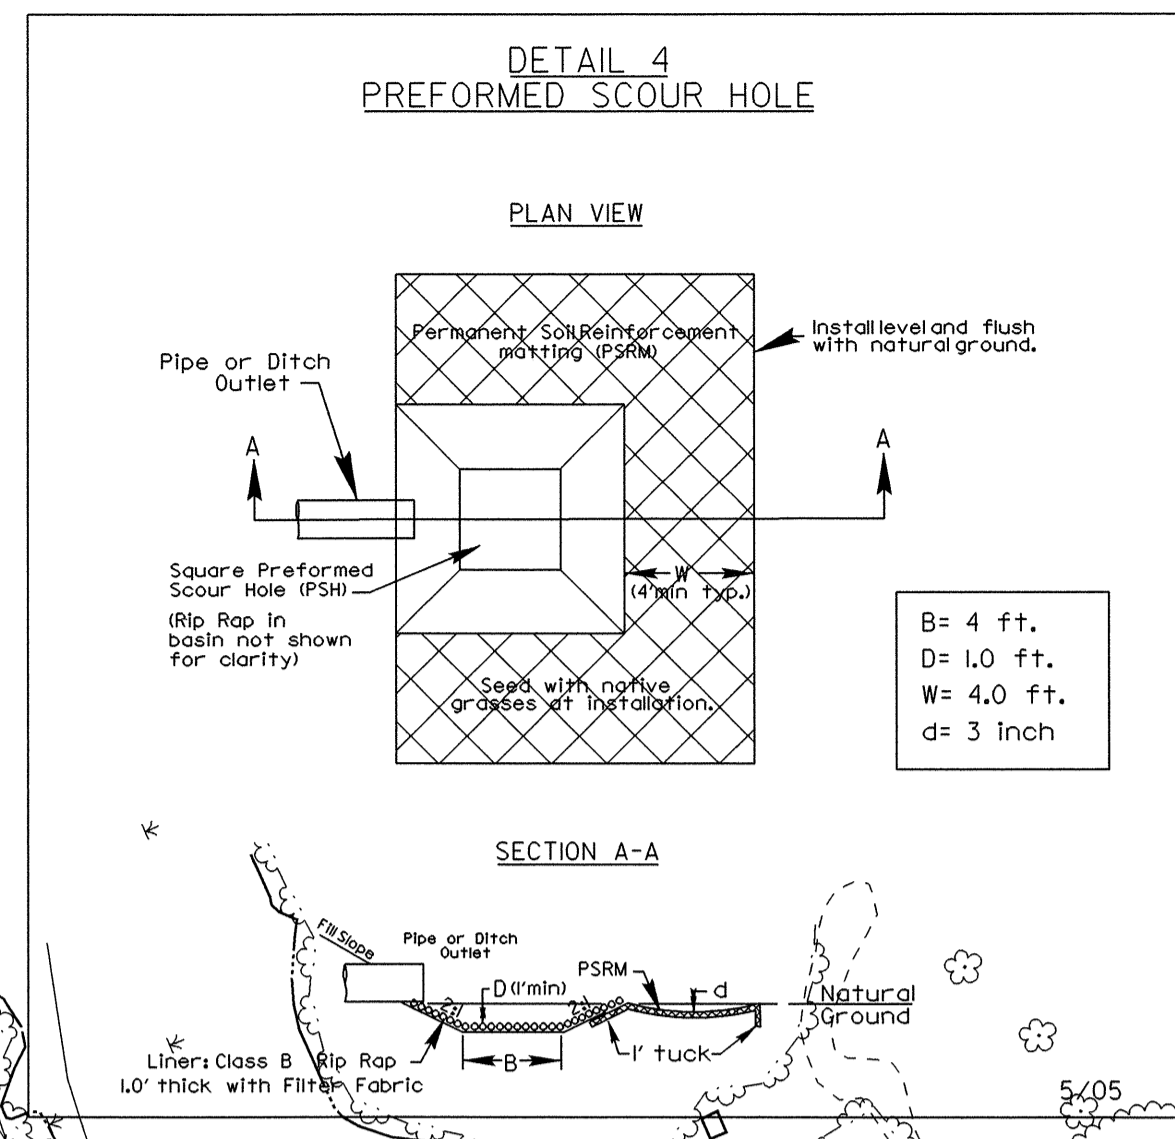 DETAIL 4
PREFORMED SCOUR HOLE
PLAN VIEW
Permanent Soil Reinforcement
matting (PSRM)
Install level and flush
with natural ground.
Pipe or Ditch
Outlet
A
A
Square Preformed
Scour Hole (PSH)
(Rip Rap in
basin not shown
for clarity)
W
(4'min typ.)
Seed with native
grasses at installation.
B= 4 ft.
D= 1.0 ft.
W= 4.0 ft.
d= 3 inch
SECTION A-A
Fill Slope
Pipe or Ditch
Outlet
PSRM
D (1'min)
d
2:1
2:1
Natural
Ground
Liner: Class B Rip Rap
1.0' thick with Filter Fabric
B
1' tuck
5/05